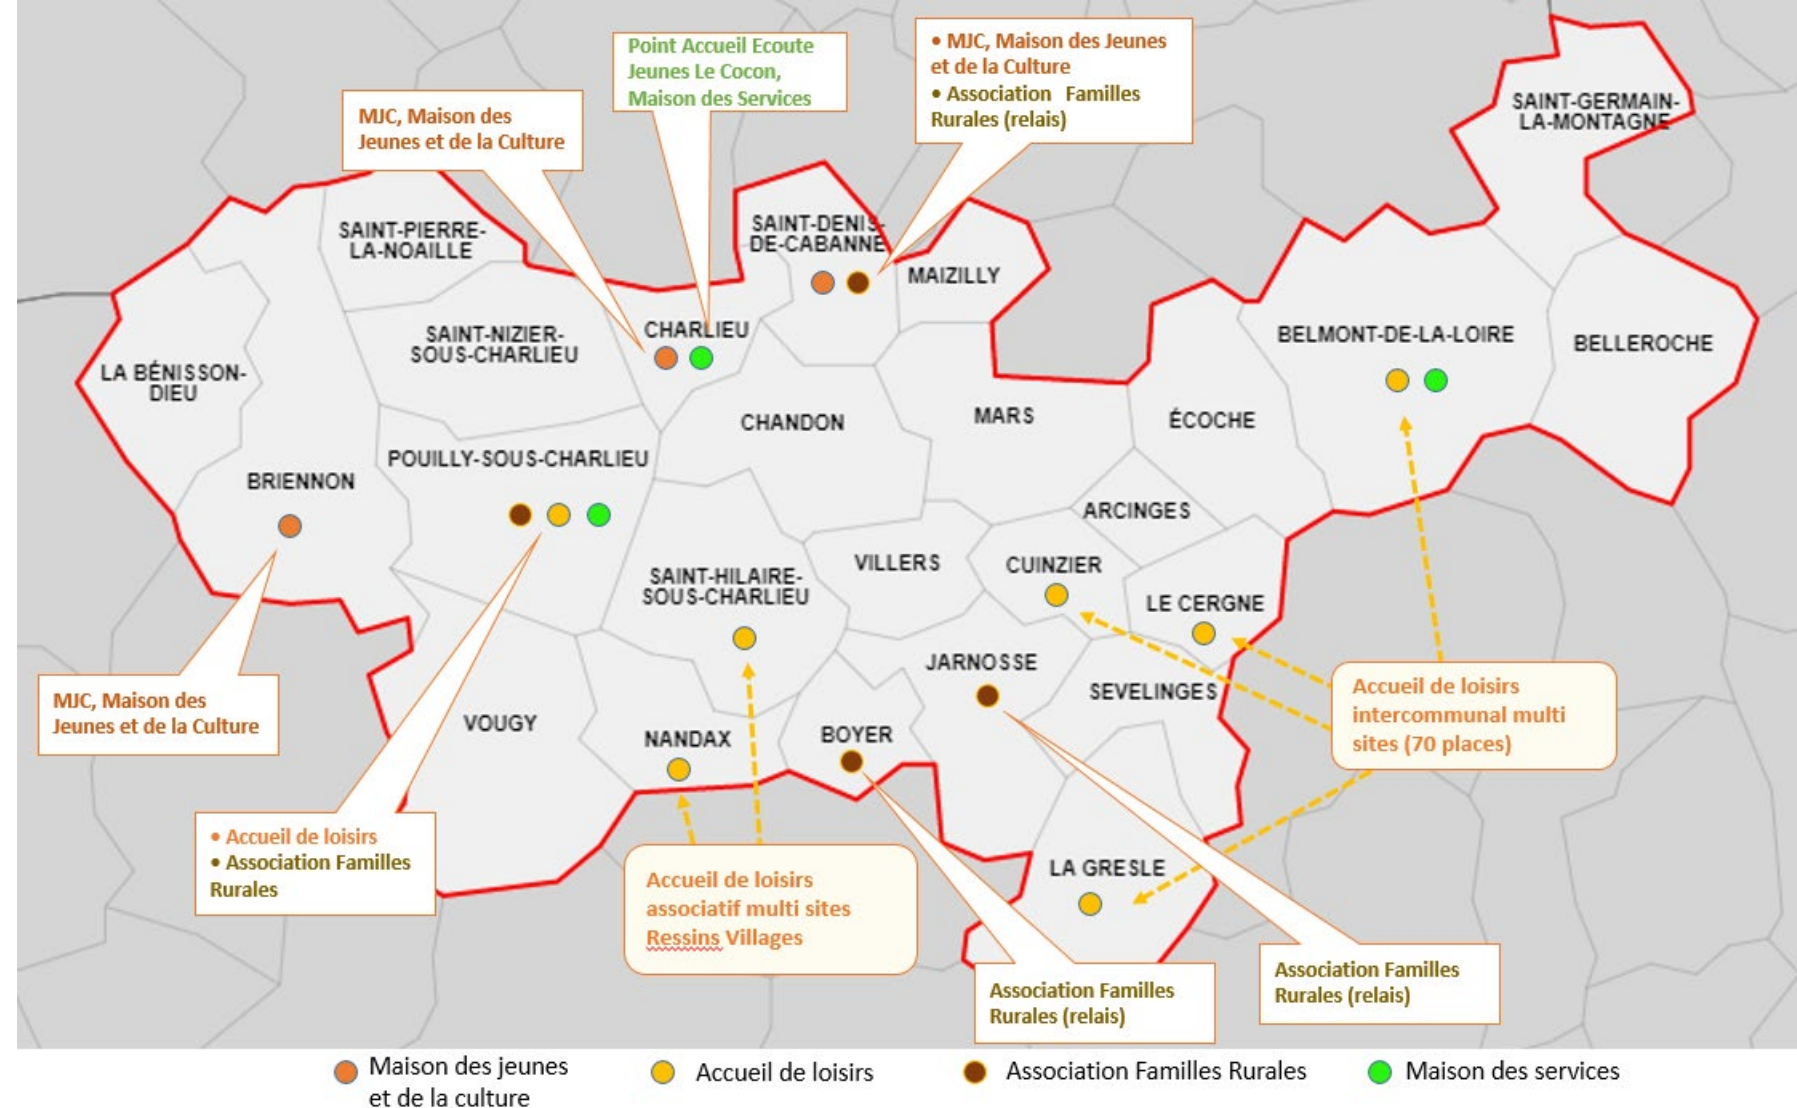 Point Accueil Ecoute
Jeunes Le Cocon,
Maison des Services
• MJC, Maison des Jeunes
et de la Culture
• Association Familles
Rurales (relais)
MJC, Maison des
Jeunes et de la Culture
SAINT-GERMAIN-
LA-MONTAGNE
SAINT-PIERRE-
LA-NOAILLE
SAINT-DENIS-
DE-CABANNE
MAIZILLY
SAINT-NIZIER-
SOUS-CHARLIEU
CHARLIEU
BELMONT-DE-LA-LOIRE
BELLEROCHE
LA BÉNISSON-
DIEU
CHANDON
MARS
ÉCOCHE
BRIENNON
POUILLY-SOUS-CHARLIEU
ARCINGES
VILLERS
CUINZIER
SAINT-HILAIRE-
SOUS-CHARLIEU
LE CERGNE
JARNOSSE
SEVELINGES
MJC, Maison des
Jeunes et de la Culture
VOUGY
NANDAX
BOYER
Accueil de loisirs
intercommunal multi
sites (70 places)
• Accueil de loisirs
• Association Familles
Rurales
Accueil de loisirs
associatif multi sites
Ressins Villages
LA GRESLE
Association Familles
Rurales (relais)
Association Familles
Rurales (relais)
Maison des jeunes
et de la culture
Accueil de loisirs
Association Familles Rurales
Maison des services